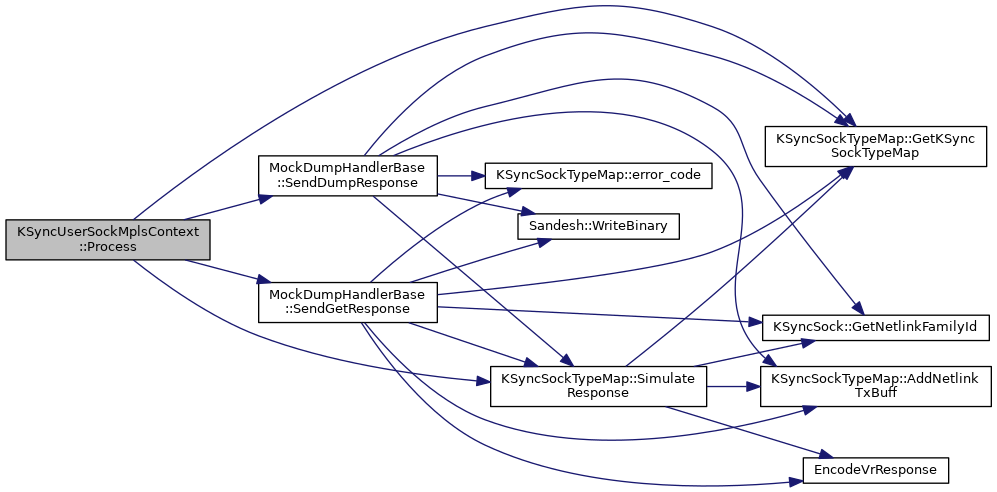 KSyncUserSockMplsContext
::Process
MockDumpHandlerBase
::SendDumpResponse
MockDumpHandlerBase
::SendGetResponse
KSyncSockTypeMap::error_code
Sandesh::WriteBinary
KSyncSockTypeMap::Simulate
Response
KSyncSockTypeMap::GetKSync
SockTypeMap
KSyncSock::GetNetlinkFamilyId
KSyncSockTypeMap::AddNetlink
TxBuff
EncodeVrResponse